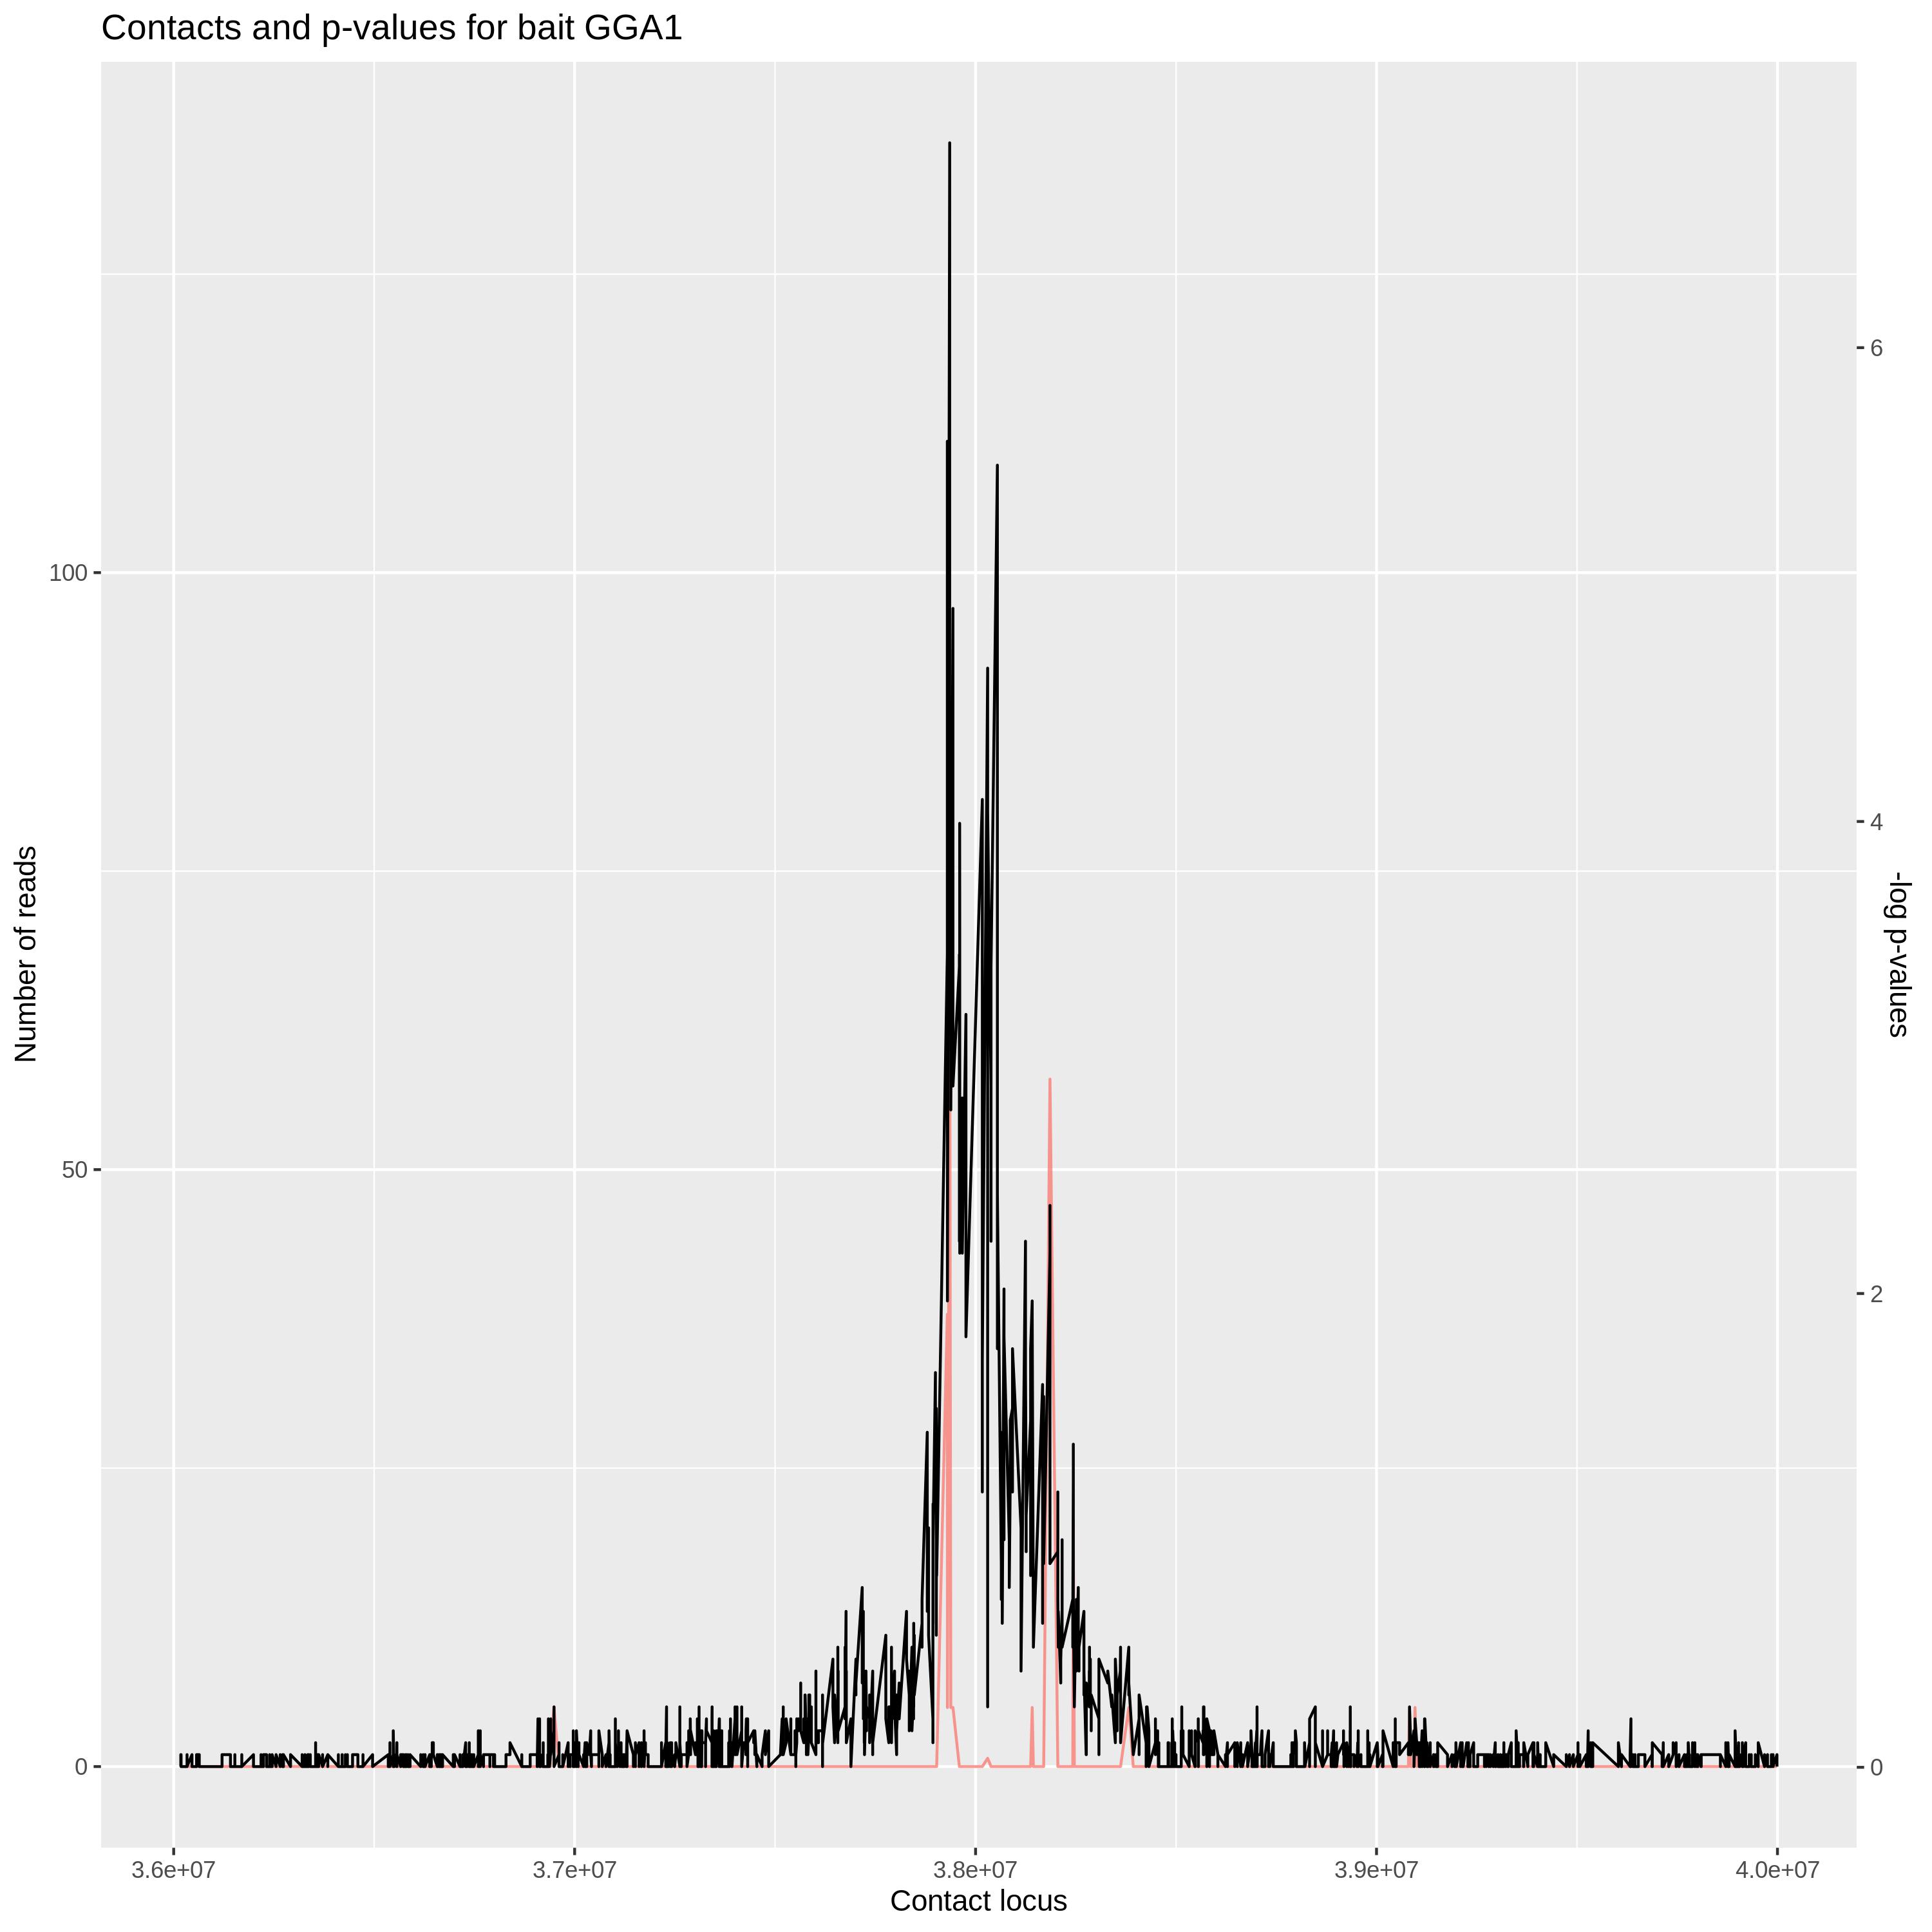 Contacts and p-values for bait GGA1
Number of reads
100
50
0
6
4
2
0
-log p-values
3.6e+07
3.7e+07
3.8e+07
3.9e+07
4.0e+07
Contact locus